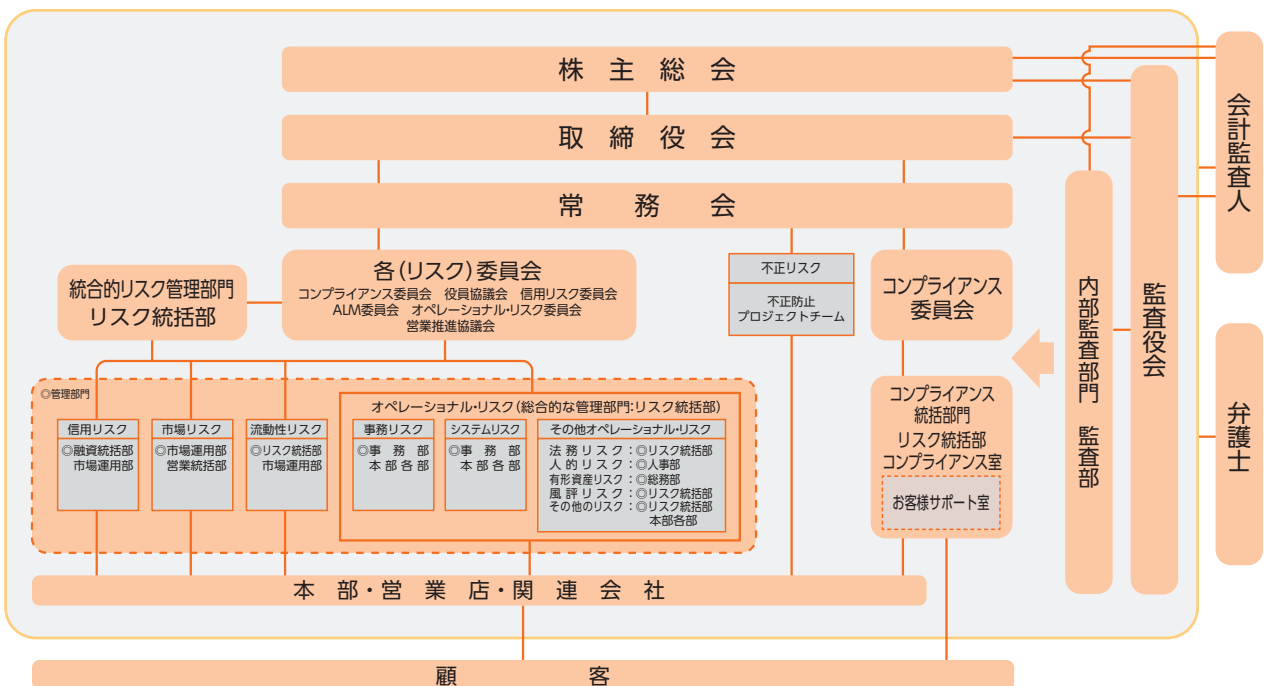 株主総会
取締役会
常務会
各(リスク)委員会
コンプライアンス委員会 役員協議会 信用リスク委員会
ALM委員会 オペレーショナル・リスク委員会
営業推進協議会
統合的リスク管理部門
リスク統括部
不正リスク
不正防止
プロジェクトチーム
コンプライアンス
委員会
◎管理部門
信用リスク
◎融資統括部
市場運用部
市場リスク
◎市場運用部
営業統括部
流動性リスク
◎リスク統括部
市場運用部
オペレーショナル・リスク(総合的な管理部門:リスク統括部)
事務リスク
◎事務部
本部各部
システムリスク
◎事務部
本部各部
その他オペレーショナル・リスク
法務リスク:◎リスク統括部
人的リスク:◎人事部
有形資産リスク:◎総務部
風評リスク:◎リスク統括部
その他のリスク:◎リスク統括部
本部各部
コンプライアンス
統括部門
リスク統括部
コンプライアンス室
お客様サポート室
内部監査部門 監査部
監査役会
会計監査人
弁護士
本部・営業店・関連会社
顧客